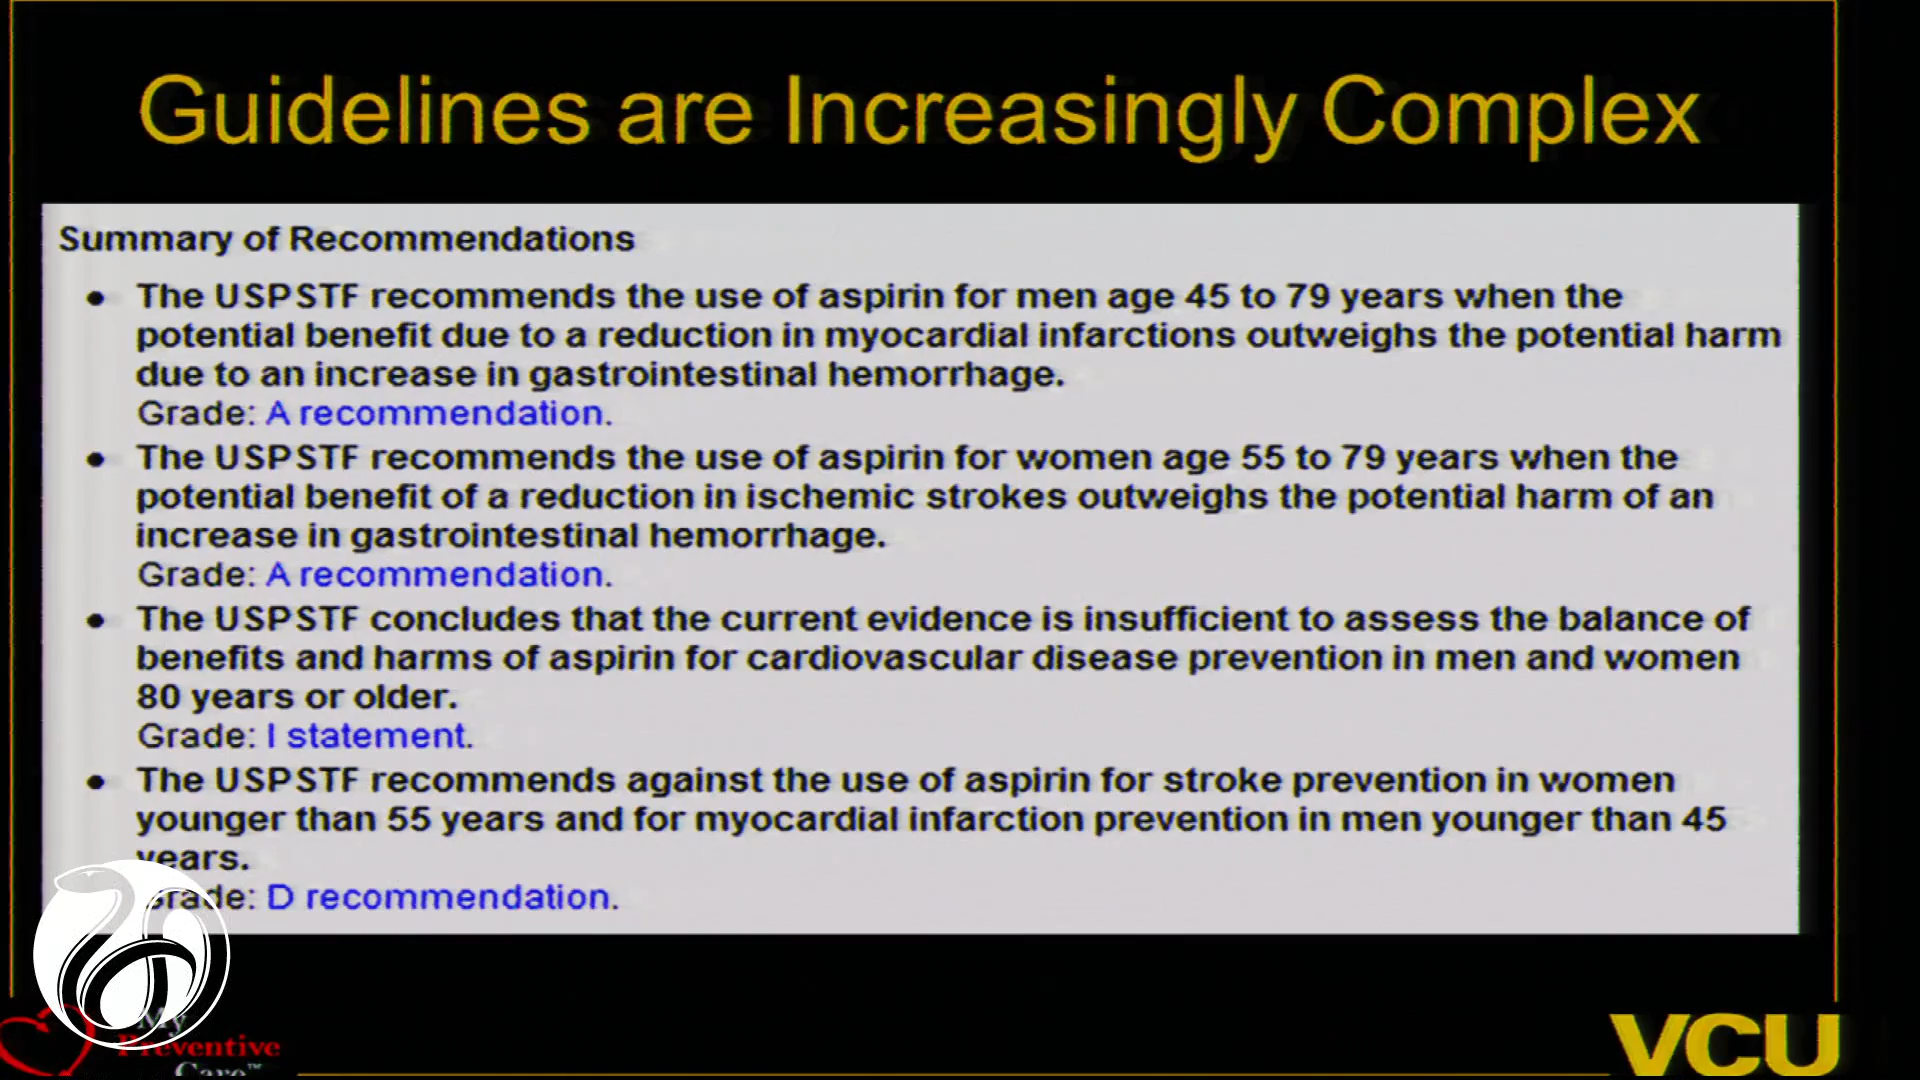 Guidelines are Increasingly Complex
Summary of Recommendations
• The USPSTF recommends the use of aspirin for men age 45 to 79 years when the
potential benefit due to a reduction in myocardial infarctions outweighs the potential harm
due to an increase in gastrointestinal hemorrhage.
Grade: A recommendation.
• The USPSTF recommends the use of aspirin for women age 55 to 79 years when the
potential benefit of a reduction in ischemic strokes outweighs the potential harm of an
increase in gastrointestinal hemorrhage.
Grade: A recommendation.
• The USPSTF concludes that the current evidence is insufficient to assess the balance of
benefits and harms of aspirin for cardiovascular disease prevention in men and women
80 years or older.
Grade: I statement.
• The USPSTF recommends against the use of aspirin for stroke prevention in women
younger than 55 years and for myocardial infarction prevention in men younger than 45
years.
Grade: D recommendation.
My
Preventive
Care™
VCU